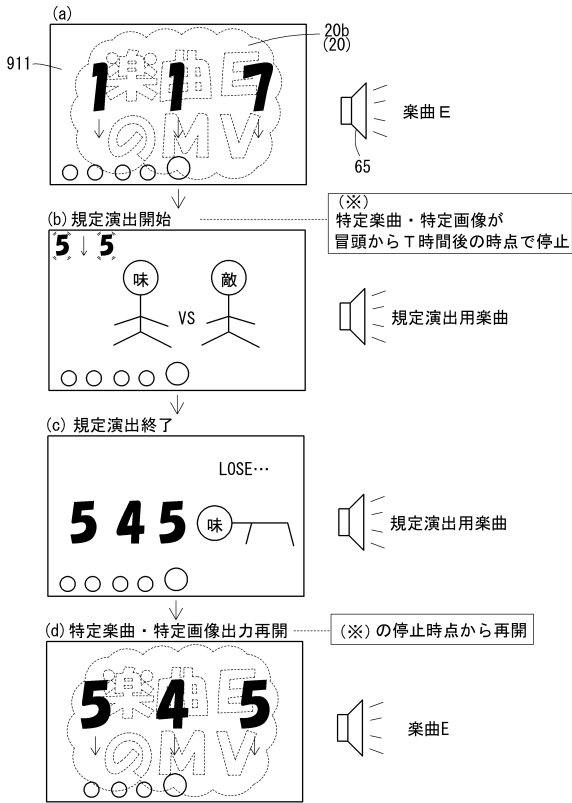 (a)
20b
(20)
911
楽曲E
のMV
1 1 7
楽曲E
65
(b) 規定演出開始
(※)
特定楽曲・特定画像が
冒頭からT時間後の時点で停止
5 ↓ 5
味 VS 敵
規定演出用楽曲
(c) 規定演出終了
LOSE…
5 4 5 味
規定演出用楽曲
(d) 特定楽曲・特定画像出力再開
(※)の停止時点から再開
楽曲E
のMV
5 4 5
楽曲E